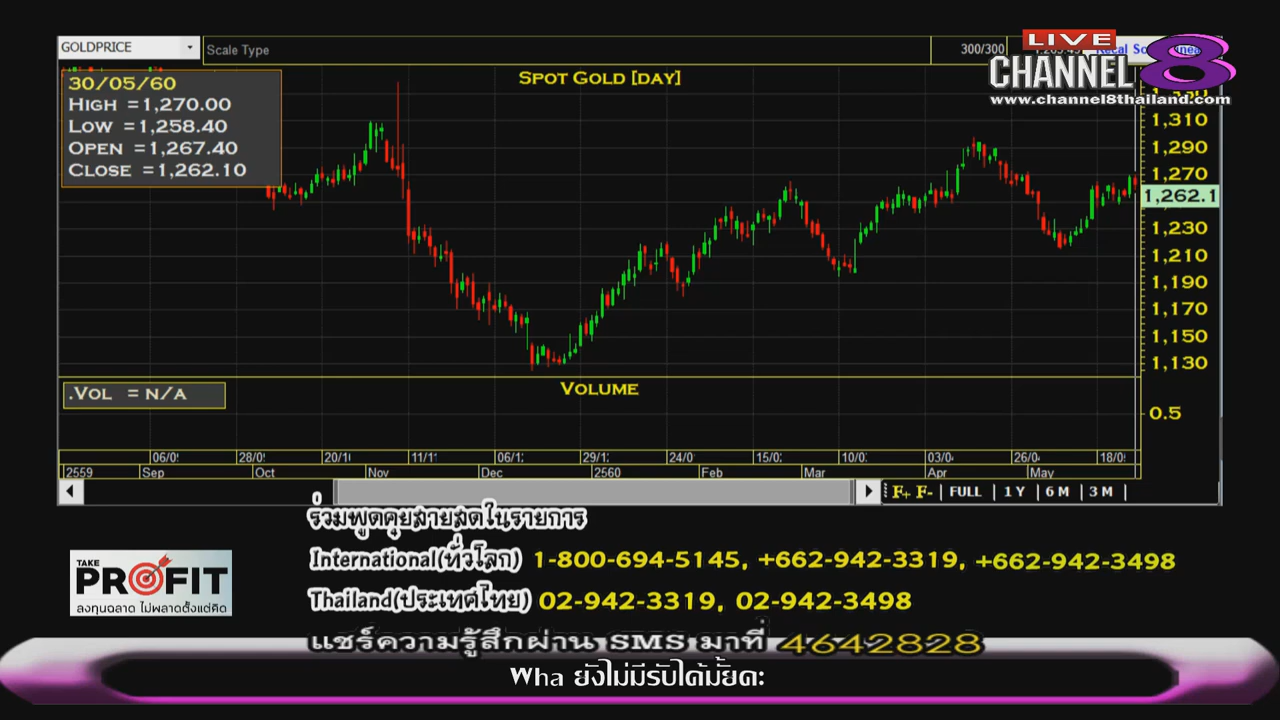 GOLDPRICE
Scale Type
300/300
LIVE
CHANNEL 8
www.channel8thailand.com
SPOT GOLD [DAY]
30/05/60
HIGH =1,270.00
LOW =1,258.40
OPEN =1,267.40
CLOSE =1,262.10
1,310
1,290
1,270
1,262.1
1,230
1,210
1,190
1,170
1,150
1,130
.VOL = N/A
VOLUME
0.5
2559 Sep Oct Nov Dec 2560 Feb Mar Apr May
F+ F- FULL 1 Y 6 M 3 M
รวมพูดคุยสายสดในรายการ
International(ทั่วโลก) 1-800-694-5145, +662-942-3319, +662-942-3498
Thailand(ประเทศไทย) 02-942-3319, 02-942-3498
TAKE
PROFIT
ลงทุนฉลาด ไม่พลาดตั้งแต่คิด
แชร์ความรู้สึกผ่าน SMS มาที่ 4642828
Wha ยังไม่มีรับได้มั้ยคะ